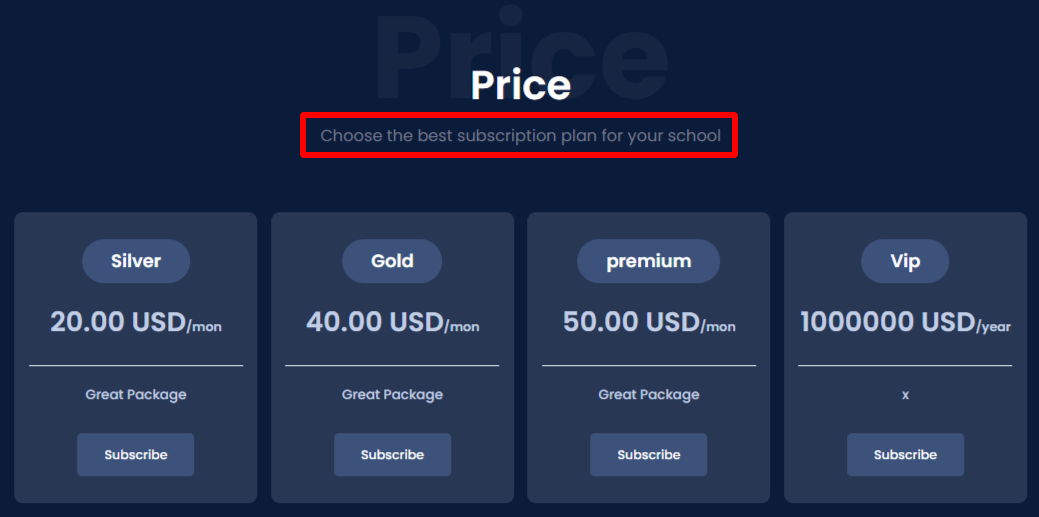 Price
Price
Choose the best subscription plan for your school
Silver
20.00 USD/mon
Great Package
Subscribe
Gold
40.00 USD/mon
Great Package
Subscribe
premium
50.00 USD/mon
Great Package
Subscribe
Vip
1000000 USD/year
x
Subscribe